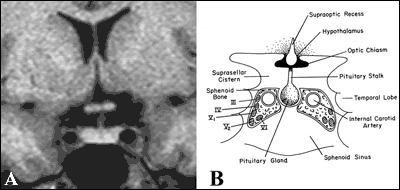 A
B
Supraoptic Recess
Hypothalamus
Optic Chiasm
Suprasellar
Cistern
Pituitary Stalk
Sphenoid
Bone
III
IV
V₁
V₂
VI
Temporal Lobe
Internal Carotid
Artery
Pituitary Gland
Sphenoid Sinus